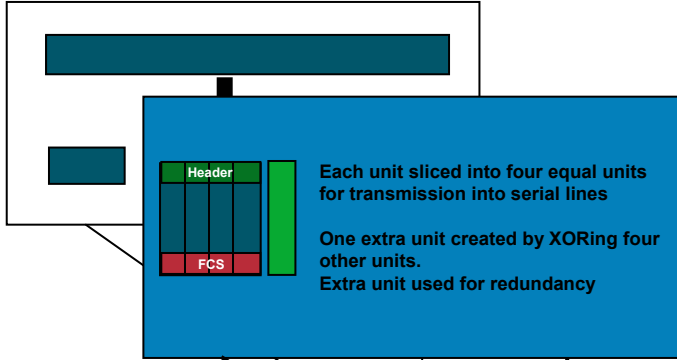 Header
FCS
Each unit sliced into four equal units
for transmission into serial lines
One extra unit created by XORing four
other units.
Extra unit used for redundancy